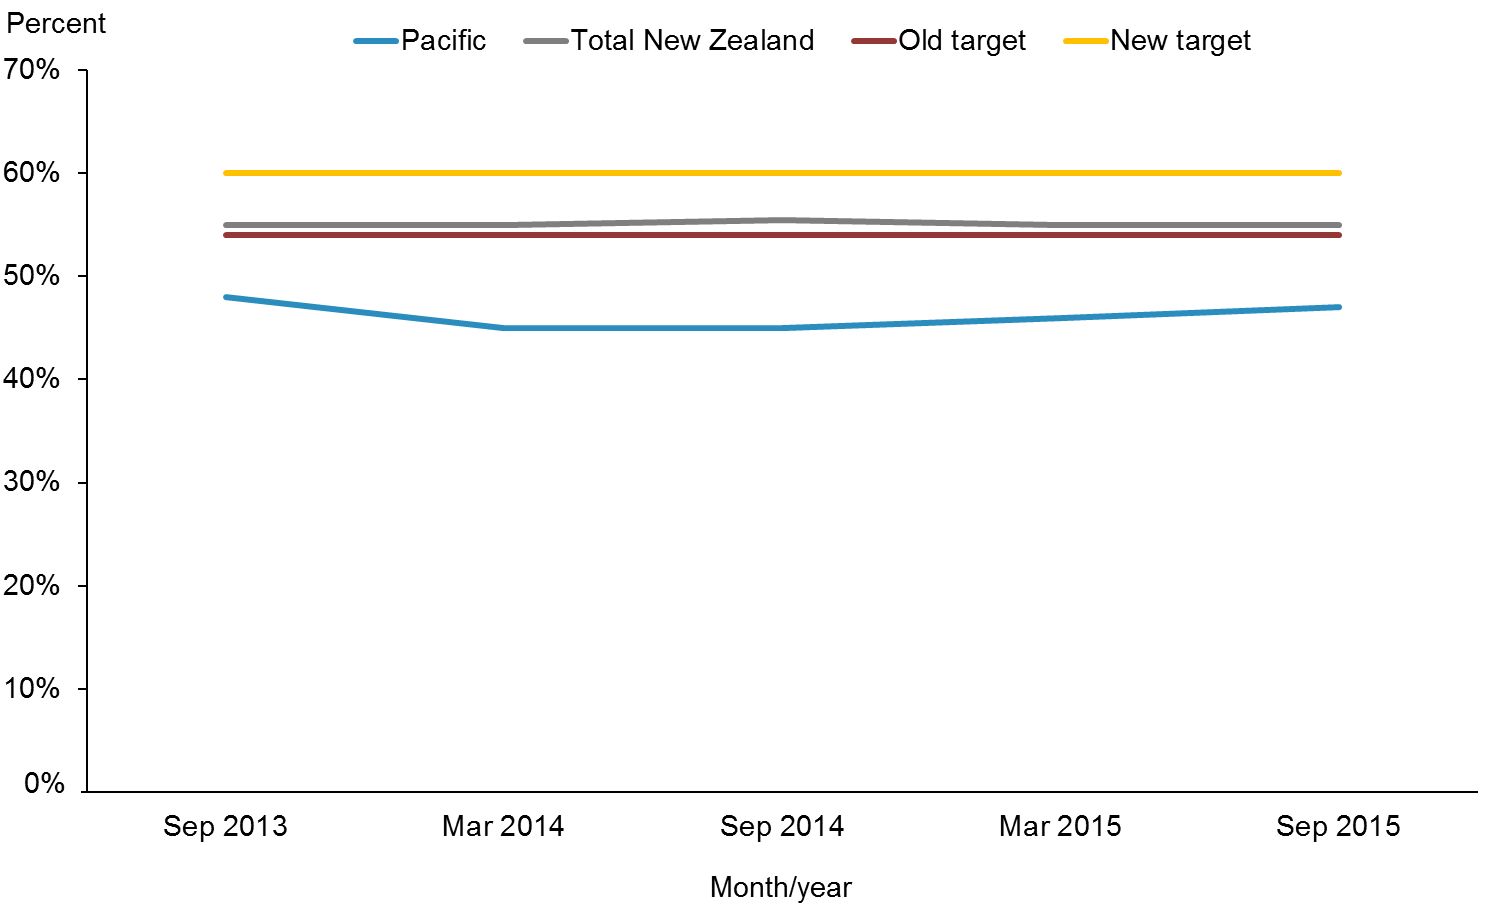 Percent
Pacific Total New Zealand Old target New target
70%
60%
50%
40%
30%
20%
10%
0%
Sep 2013 Mar 2014 Sep 2014 Mar 2015 Sep 2015
Month/year